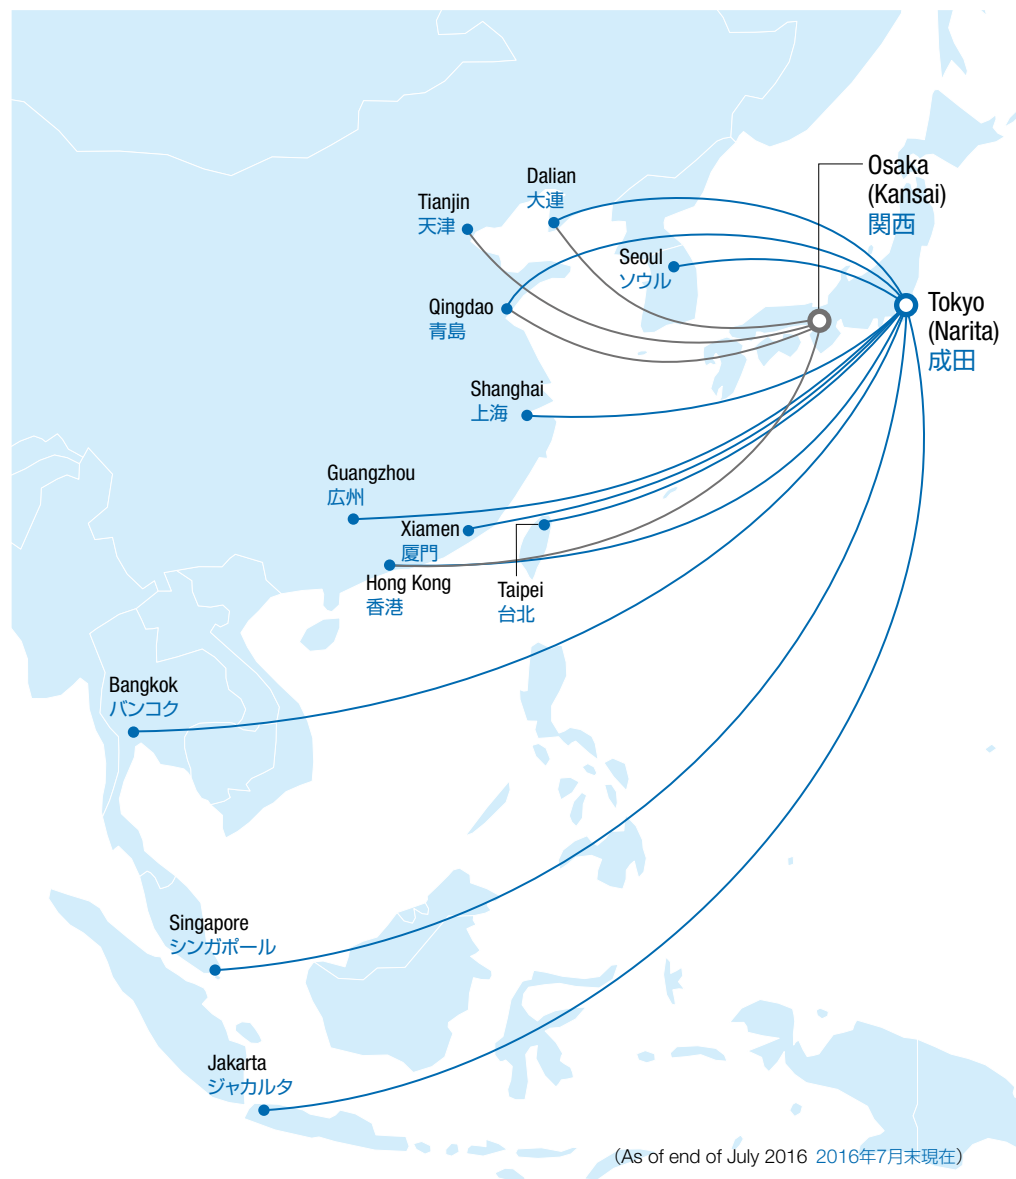 Dalian
大連
Osaka
(Kansai)
関西
Tianjin
天津
Seoul
ソウル
Qingdao
青島
Tokyo
(Narita)
成田
Shanghai
上海
Guangzhou
広州
Xiamen
厦門
Hong Kong
香港
Taipei
台北
Bangkok
バンコク
Singapore
シンガポール
Jakarta
ジャカルタ
（As of end of July 2016 2016年7月末現在）